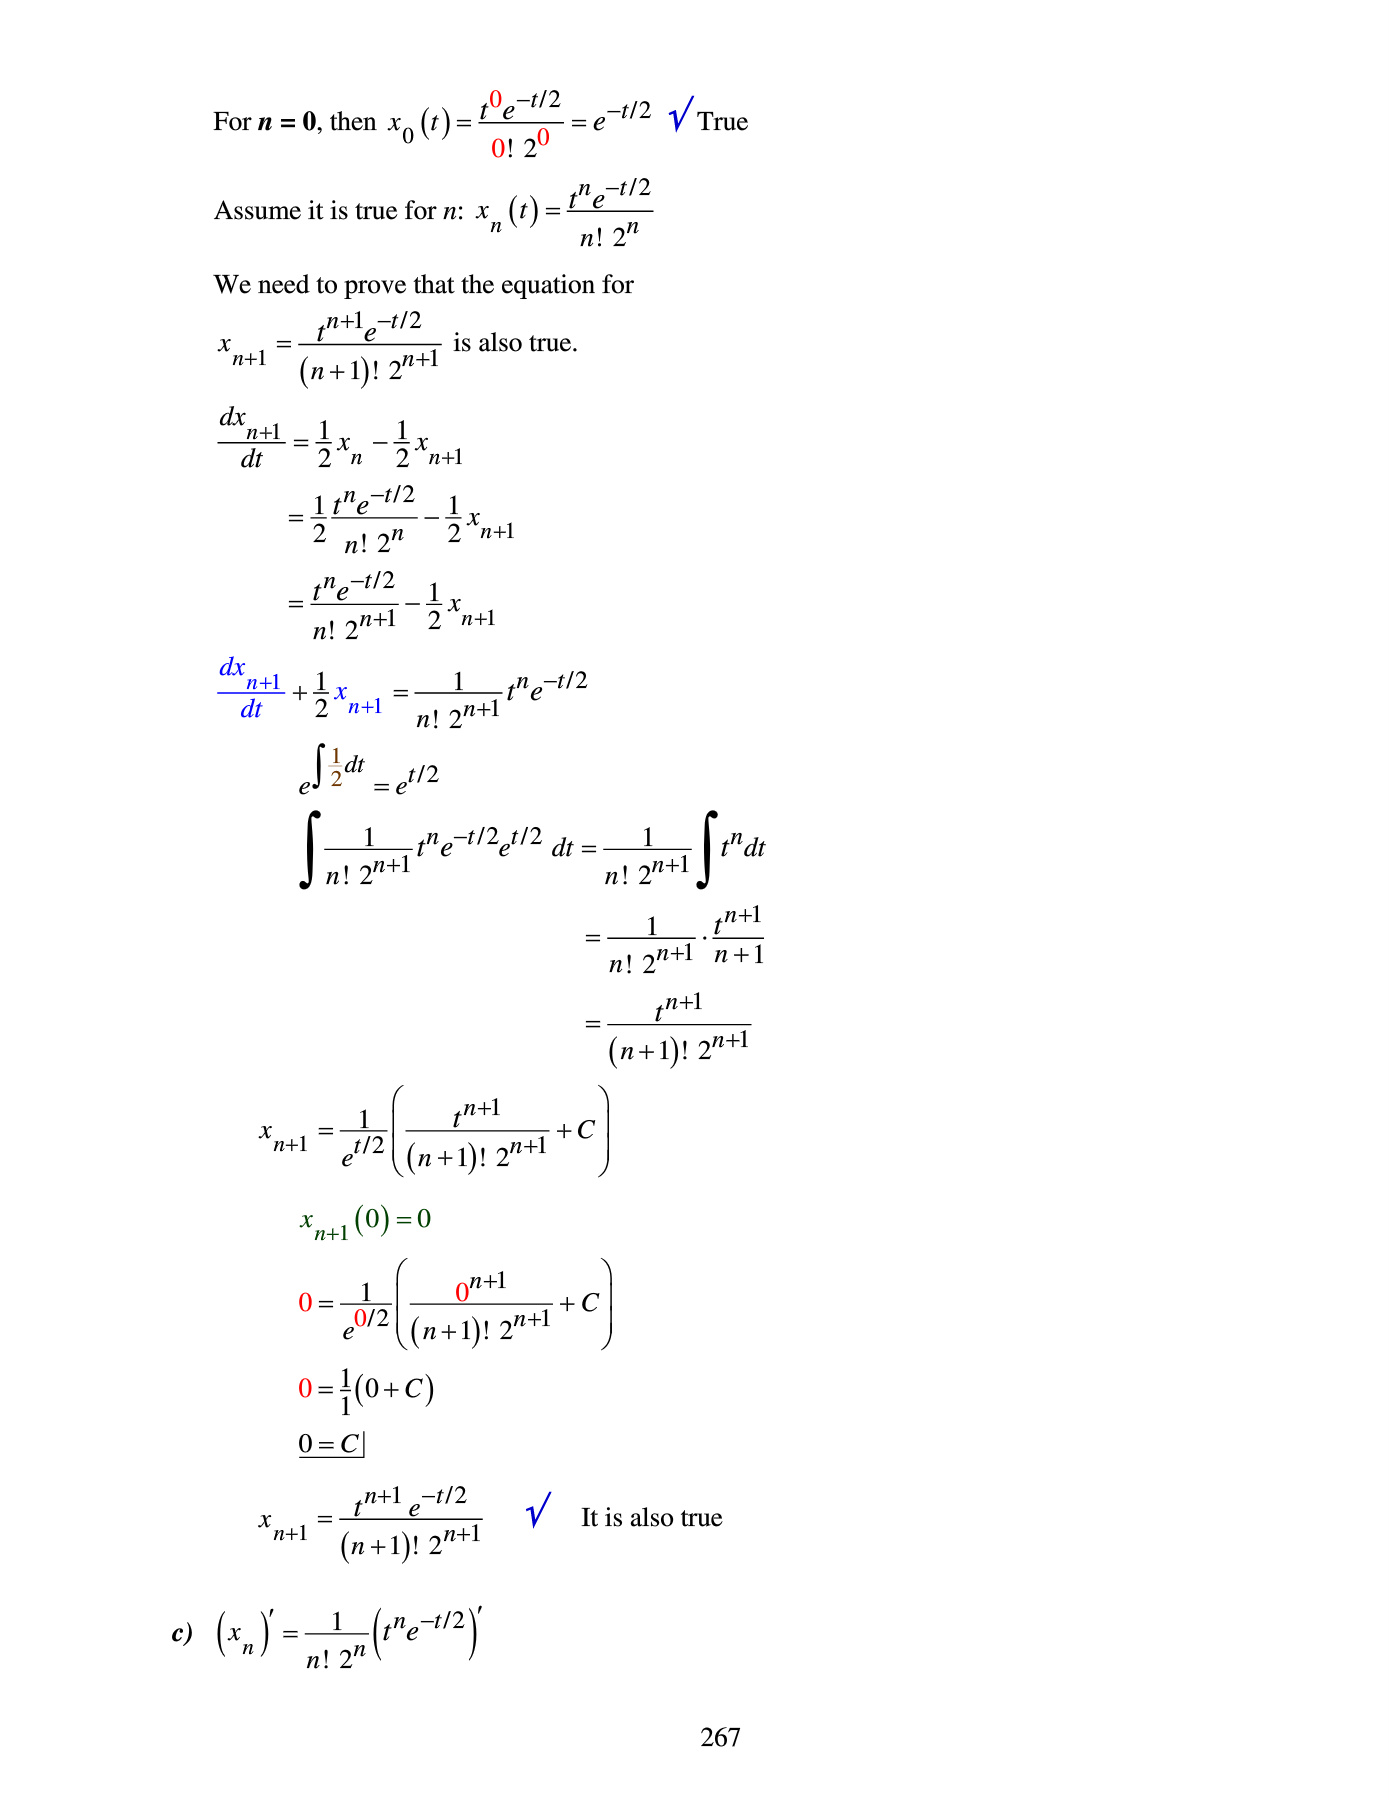 For n = 0, then x_0(t) = \frac{t^0 e^{-t/2}}{0! 2^0} = e^{-t/2} √ True
Assume it is true for n: x_n(t) = \frac{t^n e^{-t/2}}{n! 2^n}
We need to prove that the equation for
x_{n+1} = \frac{t^{n+1} e^{-t/2}}{(n+1)! 2^{n+1}} is also true.
\frac{dx_{n+1}}{dt} = \frac{1}{2} x_n - \frac{1}{2} x_{n+1}
= \frac{1}{2} \frac{t^n e^{-t/2}}{n! 2^n} - \frac{1}{2} x_{n+1}
= \frac{t^n e^{-t/2}}{n! 2^{n+1}} - \frac{1}{2} x_{n+1}
\frac{dx_{n+1}}{dt} + \frac{1}{2} x_{n+1} = \frac{1}{n! 2^{n+1}} t^n e^{-t/2}
e^{\int \frac{1}{2} dt} = e^{t/2}
\int \frac{1}{n! 2^{n+1}} t^n e^{-t/2} e^{t/2} dt = \frac{1}{n! 2^{n+1}} \int t^n dt
= \frac{1}{n! 2^{n+1}} \cdot \frac{t^{n+1}}{n+1}
= \frac{t^{n+1}}{(n+1)! 2^{n+1}}
x_{n+1} = \frac{1}{e^{t/2}} \left( \frac{t^{n+1}}{(n+1)! 2^{n+1}} + C \right)
x_{n+1}(0) = 0
0 = \frac{1}{e^{0/2}} \left( \frac{0^{n+1}}{(n+1)! 2^{n+1}} + C \right)
0 = \frac{1}{1}(0 + C)
0 = C|
x_{n+1} = \frac{t^{n+1} e^{-t/2}}{(n+1)! 2^{n+1}} √ It is also true
c) (x_n)' = \frac{1}{n! 2^n} (t^n e^{-t/2})'
267